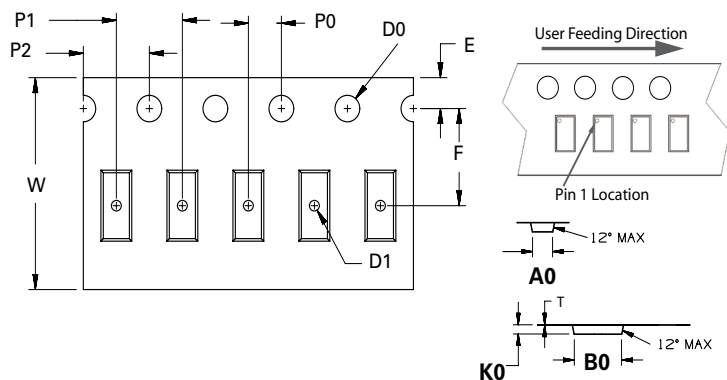 P1
P0
D0
E
P2
W
F
D1
User Feeding Direction
Pin 1 Location
12° MAX
A0
T
12° MAX
K0
B0